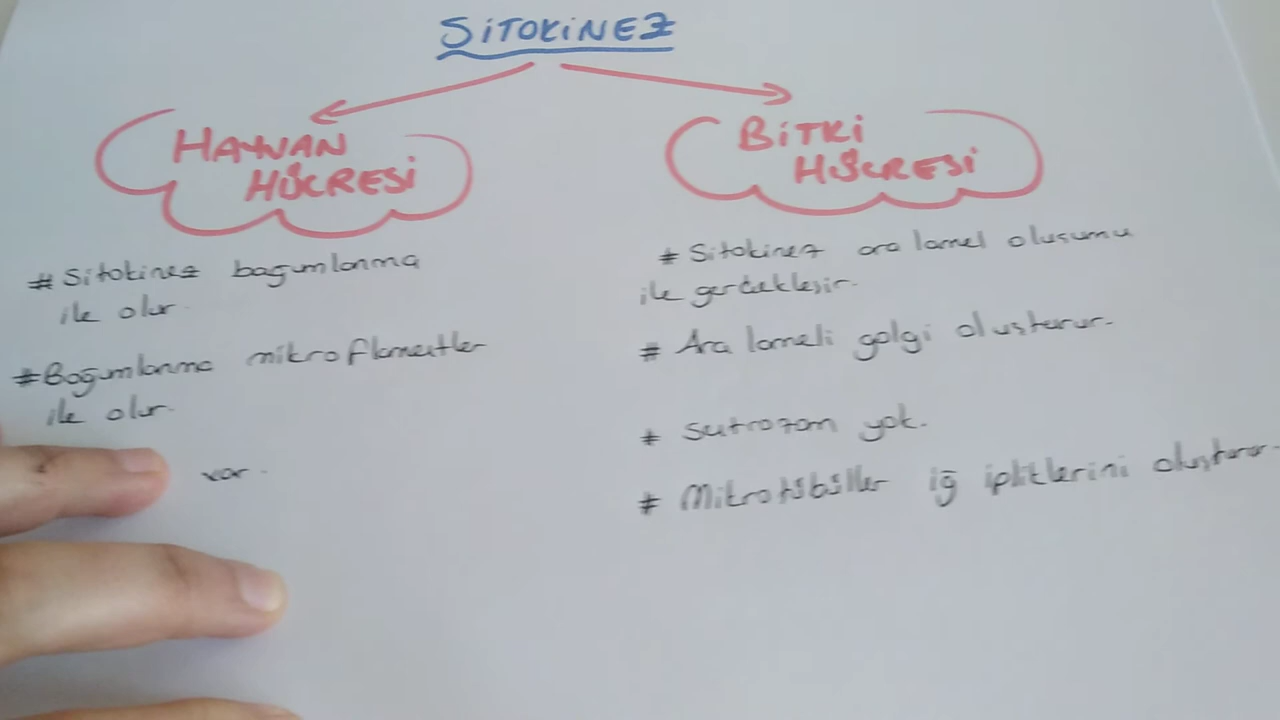 SİTOKİNEZ
HAYVAN
HÜCRESİ
BİTKİ
HÜCRESİ
# Sitokinez boğumlanma
ile olur.
# Boğumlanma mikroflamentler
ile olur.
var.
# Sitokinez ara lamel oluşumu
ile gerçekleşir.
# Ara lameli golgi oluşturur.
# Sentrozom yok.
# Mikrotübüller iğ ipliklerini oluşturur.